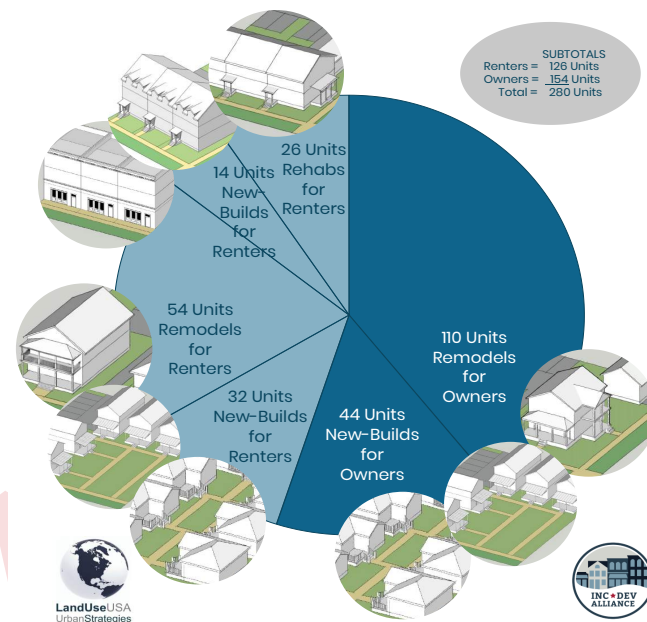 SUBTOTALS
Renters = 126 Units
Owners = 154 Units
Total = 280 Units
26 Units
Rehabs
for
Renters
14 Units
New-
Builds
for
Renters
54 Units
Remodels
for
Renters
32 Units
New-Builds
for
Renters
44 Units
New-Builds
for
Owners
110 Units
Remodels
for
Owners
LandUseUSA
UrbanStrategies
INC★DEV
ALLIANCE